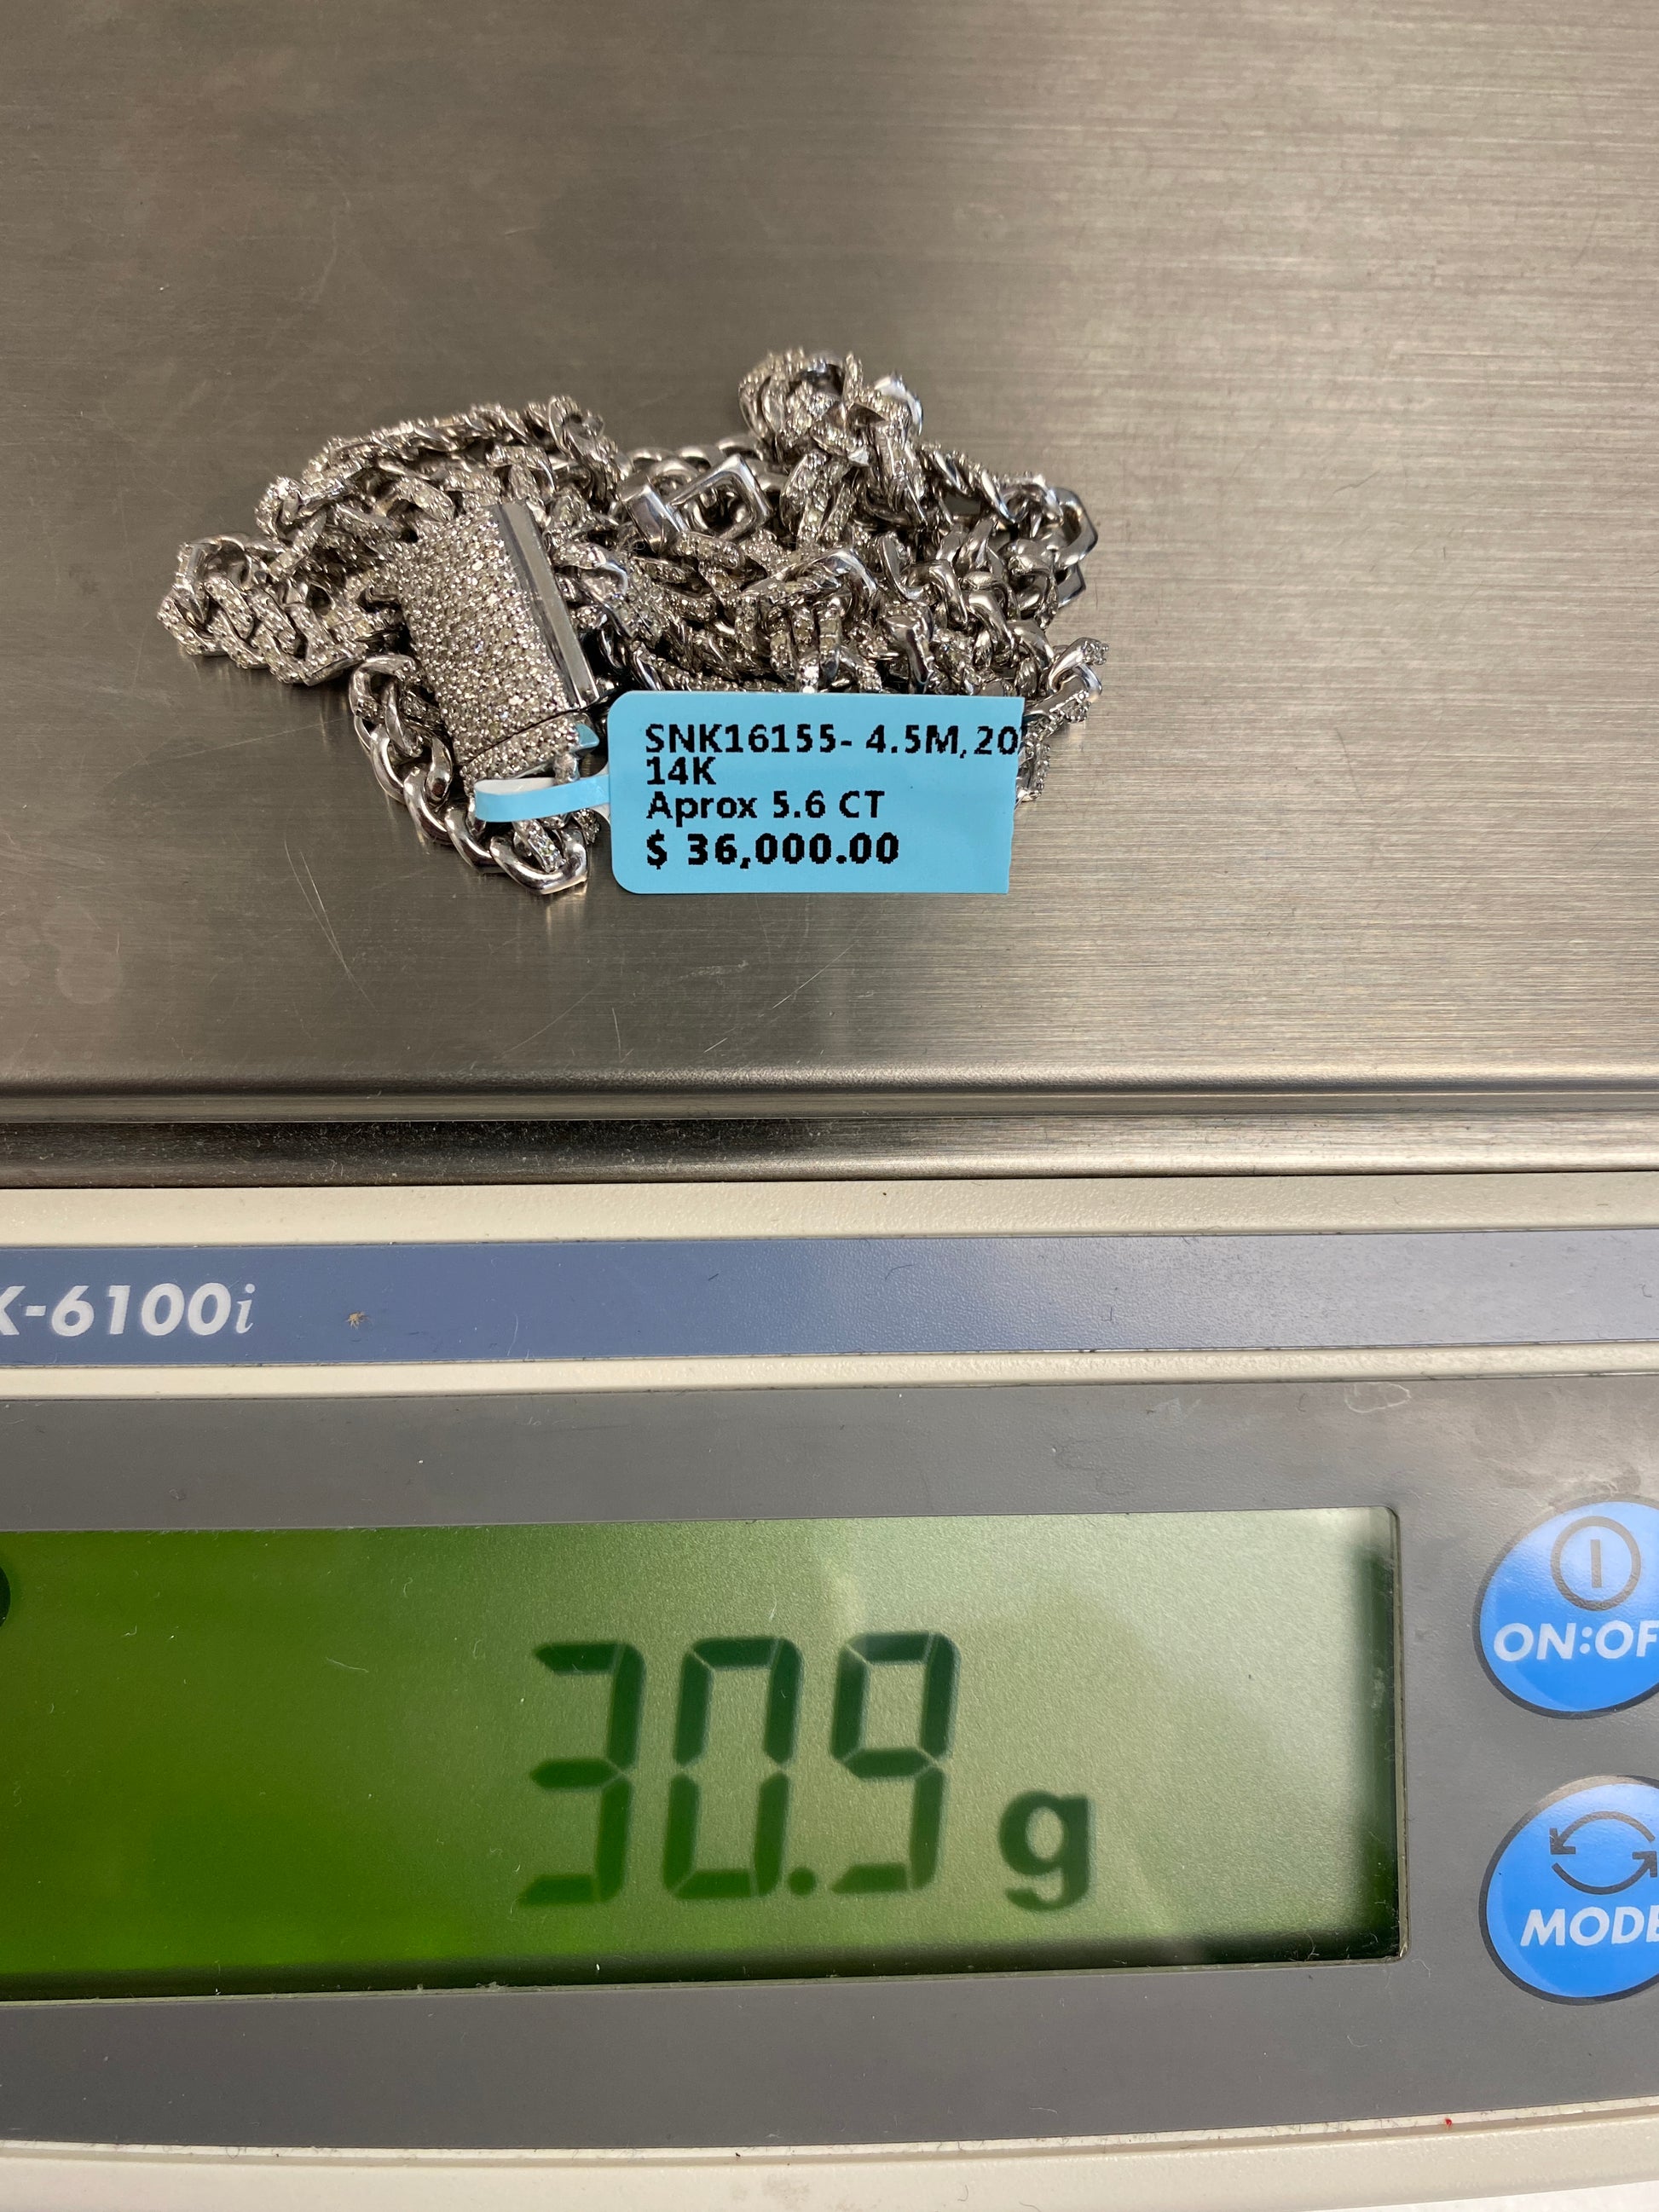 SNK16155- 4.5M,20
14K
Aprox 5.6 CT
$ 36,000.00
K-6100i
30.9 g
ON:OF
MODE